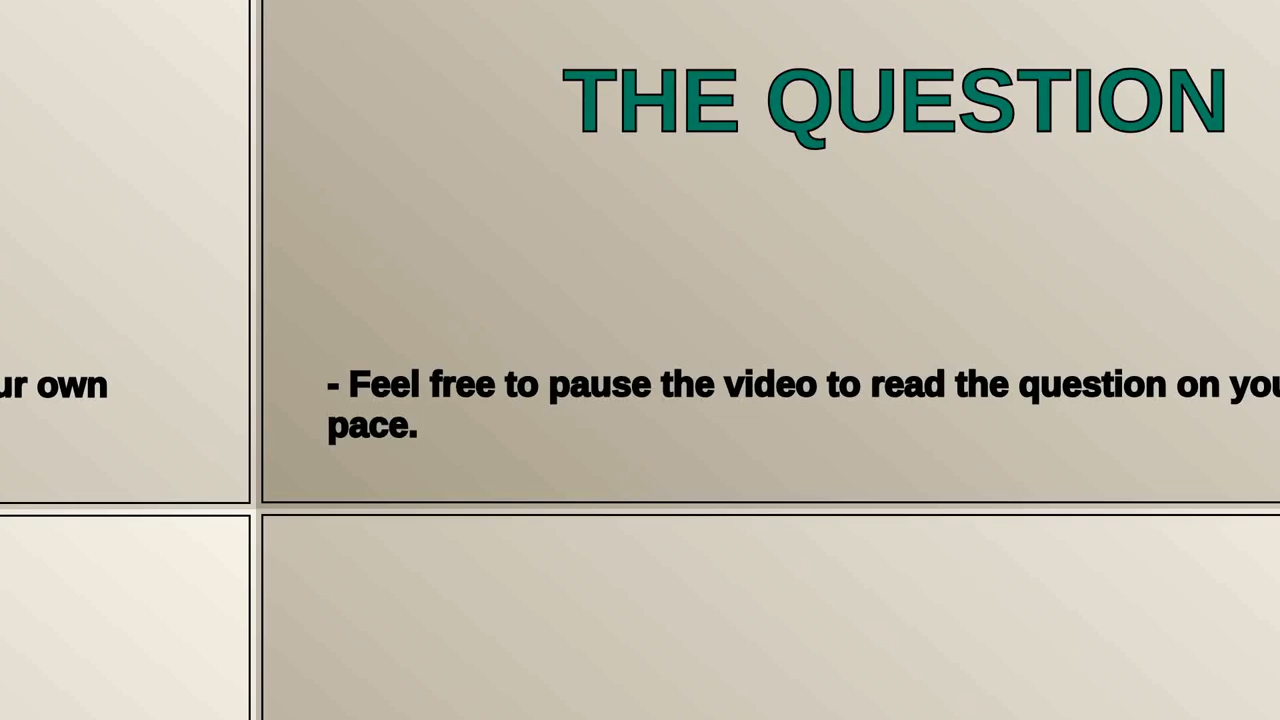 THE QUESTION
ur own
- Feel free to pause the video to read the question on you
pace.